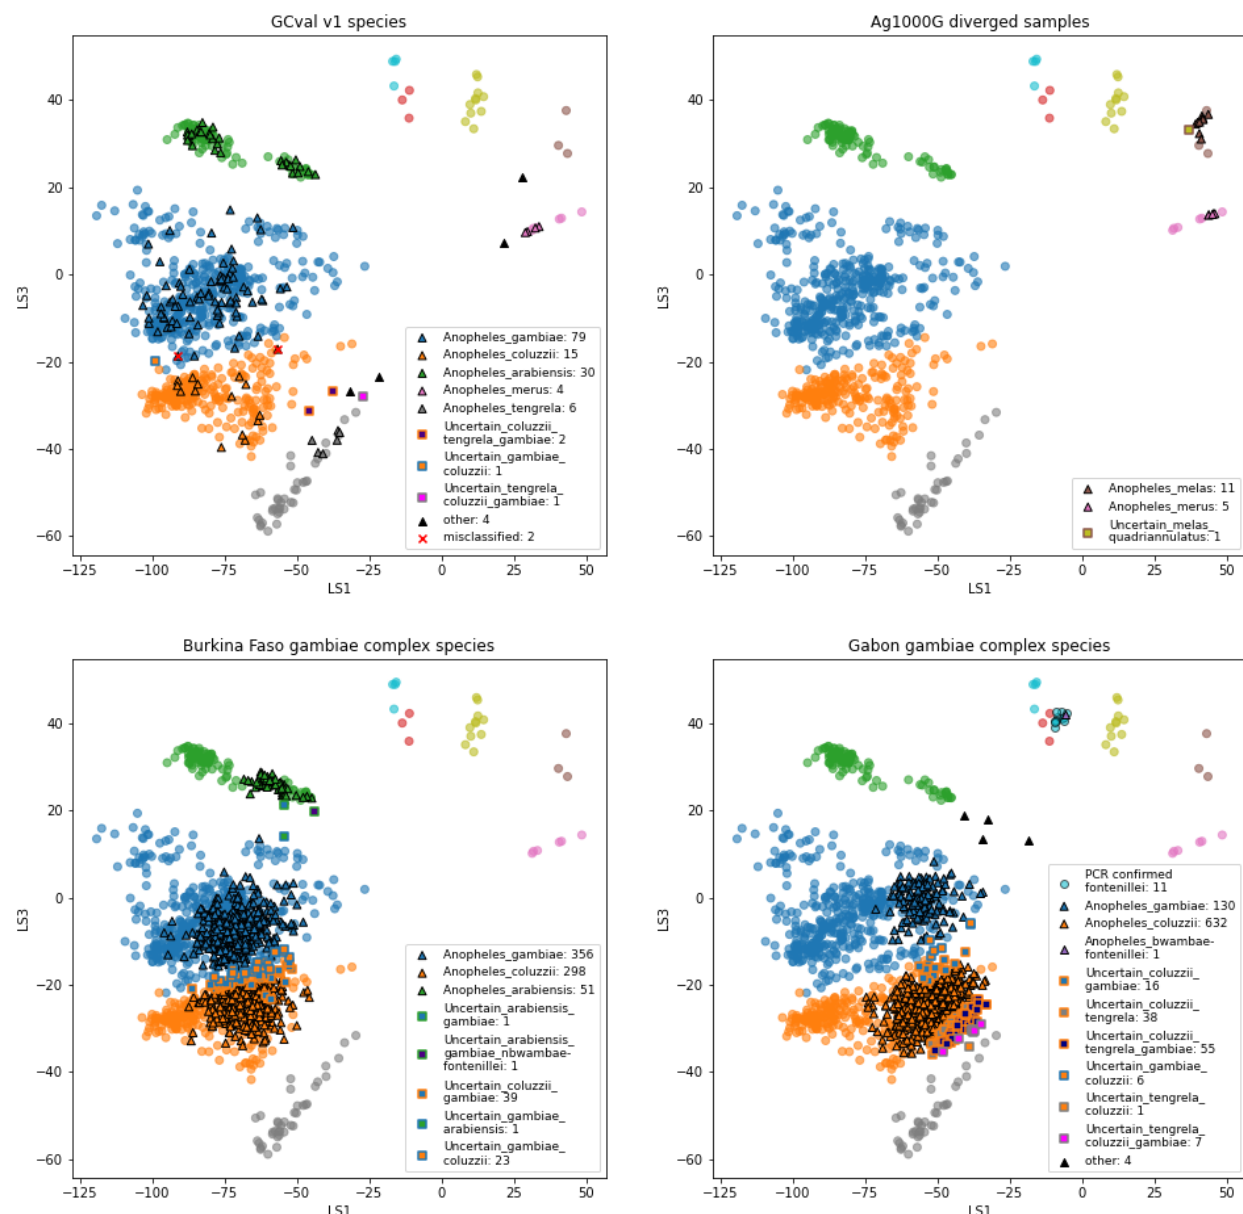 GCval v1 species
40
20
0
−20
−40
−60
LS3
−125 −100 −75 −50 −25 0 25 50
LS1
Anopheles_gambiae: 79
Anopheles_coluzzii: 15
Anopheles_arabiensis: 30
Anopheles_merus: 4
Anopheles_tengrela: 6
Uncertain_coluzzii_
tengrela_gambiae: 2
Uncertain_gambiae_
coluzzii: 1
Uncertain_tengrela_
coluzzii_gambiae: 1
other: 4
misclassified: 2
Ag1000G diverged samples
40
20
0
−20
−40
−60
LS3
−125 −100 −75 −50 −25 0 25 50
LS1
Anopheles_melas: 11
Anopheles_merus: 5
Uncertain_melas_
quadriannulatus: 1
Burkina Faso gambiae complex species
40
20
0
−20
−40
−60
LS3
−125 −100 −75 −50 −25 0 25 50
LS1
Anopheles_gambiae: 356
Anopheles_coluzzii: 298
Anopheles_arabiensis: 51
Uncertain_arabiensis_
gambiae: 1
Uncertain_arabiensis_
gambiae_nbwambae-
fontenillei: 1
Uncertain_coluzzii_
gambiae: 39
Uncertain_gambiae_
arabiensis: 1
Uncertain_gambiae_
coluzzii: 23
Gabon gambiae complex species
40
20
0
−20
−40
−60
LS3
−125 −100 −75 −50 −25 0 25 50
LS1
PCR confirmed
fontenillei: 11
Anopheles_gambiae: 130
Anopheles_coluzzii: 632
Anopheles_bwambae-
fontenillei: 1
Uncertain_coluzzii_
gambiae: 16
Uncertain_coluzzii_
tengrela: 38
Uncertain_coluzzii_
tengrela_gambiae: 55
Uncertain_gambiae_
coluzzii: 6
Uncertain_tengrela_
coluzzii: 1
Uncertain_tengrela_
coluzzii_gambiae: 7
other: 4